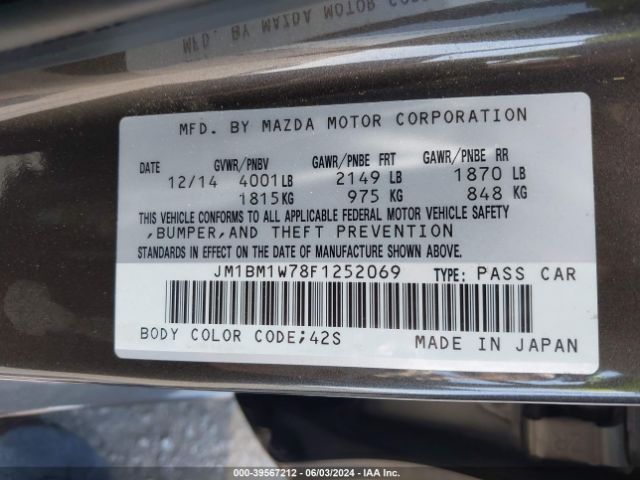 MFD. BY MAZDA MOTOR CORPORATION
DATE GVWR/PNBV GAWR/PNBE FRT GAWR/PNBE RR
12/14 4001LB 2149 LB 1870 LB
1815KG 975 KG 848 KG
THIS VEHICLE CONFORMS TO ALL APPLICABLE FEDERAL MOTOR VEHICLE SAFETY
,BUMPER,AND THEFT PREVENTION
STANDARDS IN EFFECT ON THE DATE OF MANUFACTURE SHOWN ABOVE.
JM1BM1W78F1252069 TYPE: PASS CAR
BODY COLOR CODE;42S MADE IN JAPAN
000-39567212 | 06/03/2024 | IAA Inc.